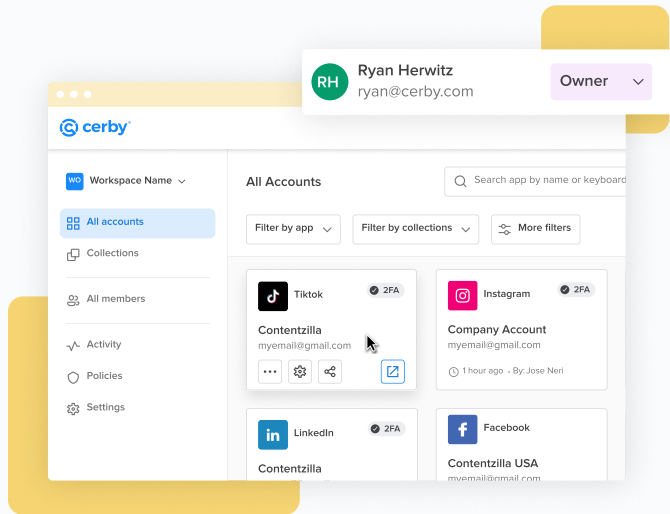 RH
Ryan Herwitz
ryan@cerby.com
Owner
cerby
WO
Workspace Name
All accounts
Collections
All members
Activity
Policies
Settings
All Accounts
Search app by name or keyboard
Filter by app
Filter by collections
More filters
Tiktok
2FA
Contentzilla
myemail@gmail.com
Instagram
2FA
Company Account
myemail@gmail.com
1 hour ago • By: Jose Neri
in
LinkedIn
2FA
Contentzilla
Facebook
Contentzilla USA
myemail@gmail.com